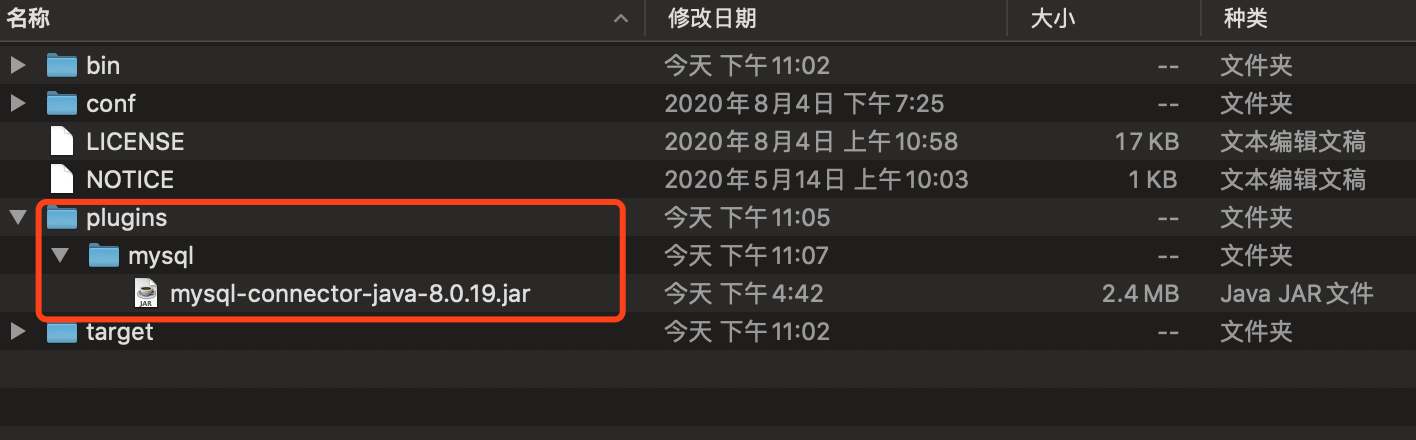 名称 修改日期 大小 种类
bin 今天 下午11:02 -- 文件夹
conf 2020年8月4日 下午7:25 -- 文件夹
LICENSE 2020年8月4日 上午10:58 17 KB 文本编辑文稿
NOTICE 2020年5月14日 上午10:03 1 KB 文本编辑文稿
plugins 今天 下午11:05 -- 文件夹
mysql 今天 下午11:07 -- 文件夹
JAR mysql-connector-java-8.0.19.jar 今天 下午4:42 2.4 MB Java JAR文件
target 今天 下午11:02 -- 文件夹